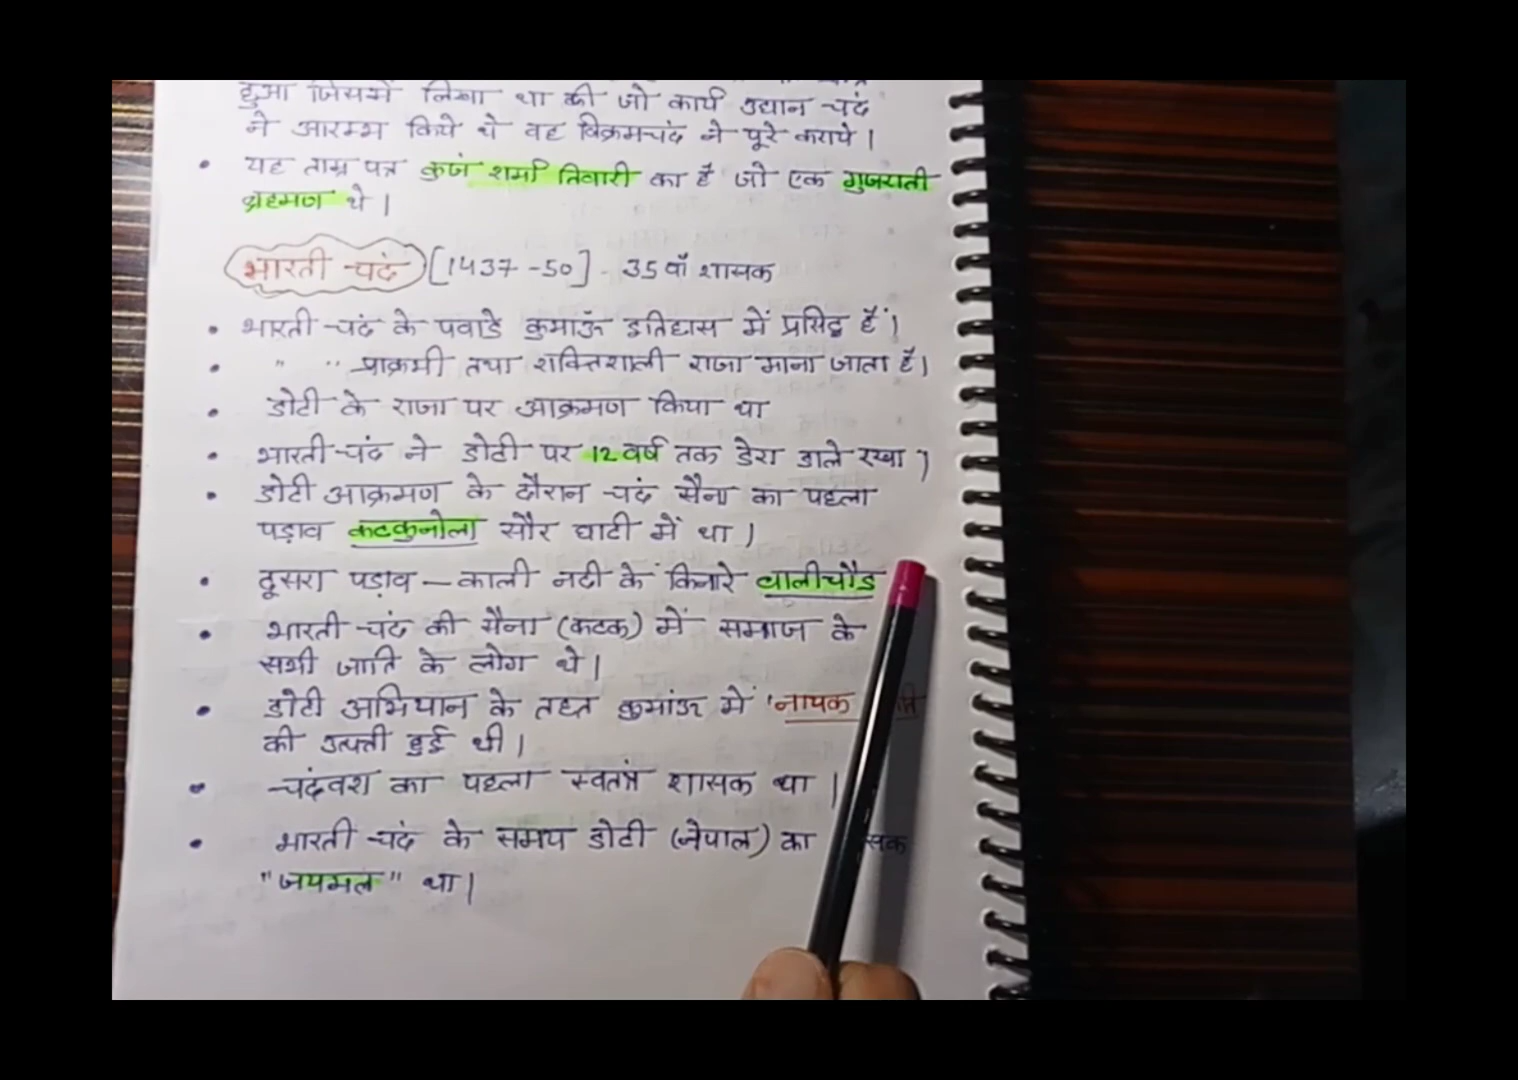 हुआ जिसमें लिखा था की जो कार्य उद्यान चंद
ने आरम्भ किये थे वह विक्रमचंद ने पूरे कराये।
• यह ताम्र पत्र कुंज शर्मा तिवारी का है जो एक गुजराती
ब्रहमण थे।
भारती चंद [1437-50] - 35वाँ शासक
• भारती चंद के पवाडे कुमाऊँ इतिहास में प्रसिद्ध हैं।
• " " प्राक्रमी तथा शक्तिशाली राजा माना जाता है।
• डोटी के राजा पर आक्रमण किया था
• भारती चंद ने डोटी पर 12 वर्ष तक डेरा डाले रखा।
• डोटी आक्रमण के दौरान चंद सैना का पहला
पड़ाव कटकुनौला सौर घाटी में था।
• दूसरा पड़ाव – काली नदी के किनारे बालीचौड
• भारती चंद की सैना (कटक) में समाज के
सभी जाति के लोग थे।
• डोटी अभियान के तहत कुमांऊ में 'नायक
की उत्पत्ती हुई थी।
• चंदवंश का पहला स्वतंत्र शासक था।
• भारती चंद के समय डोटी (नेपाल) का
"जयमल" था।